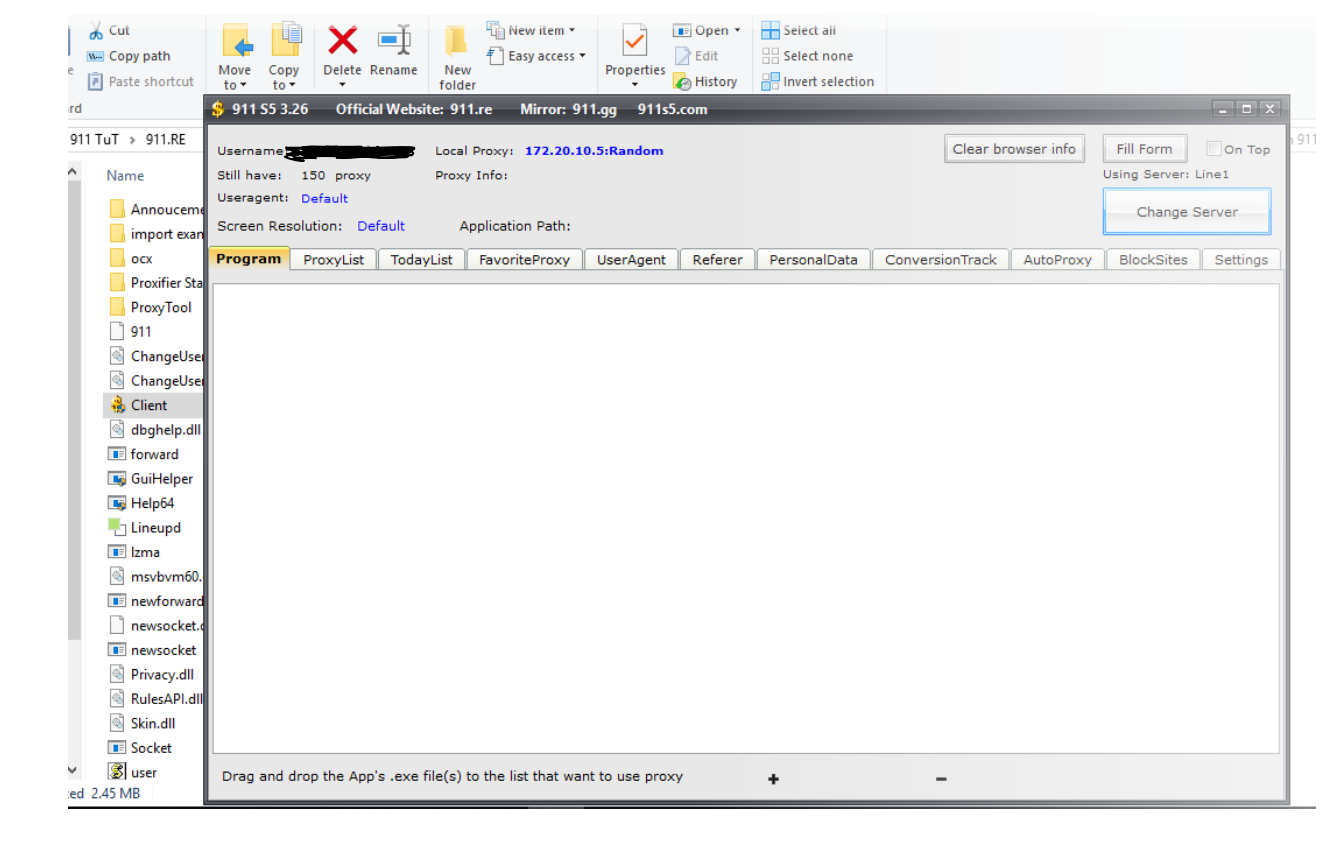 Cut
Copy path
Paste shortcut
Move to
Copy to
Delete
Rename
New folder
New item
Easy access
Properties
Open
Edit
History
Select all
Select none
Invert selection
rd
911 TuT > 911.RE
911 S5 3.26 Official Website: 911.re Mirror: 911.gg 911s5.com
Username
Local Proxy: 172.20.10.5:Random
Clear browser info
Fill Form
On Top
Still have: 150 proxy
Proxy Info:
Using Server: Line1
Useragent: Default
Change Server
Screen Resolution: Default
Application Path:
Program ProxyList TodayList FavoriteProxy UserAgent Referer PersonalData ConversionTrack AutoProxy BlockSites Settings
Name
Annouceme
import exan
ocx
Proxifier Sta
ProxyTool
911
ChangeUser
ChangeUser
Client
dbghelp.dll
forward
GuiHelper
Help64
Lineupd
lzma
msvbvm60.
newforward
newsocket.
newsocket
Privacy.dll
RulesAPI.dll
Skin.dll
Socket
user
Drag and drop the App's .exe file(s) to the list that want to use proxy + -
2.45 MB